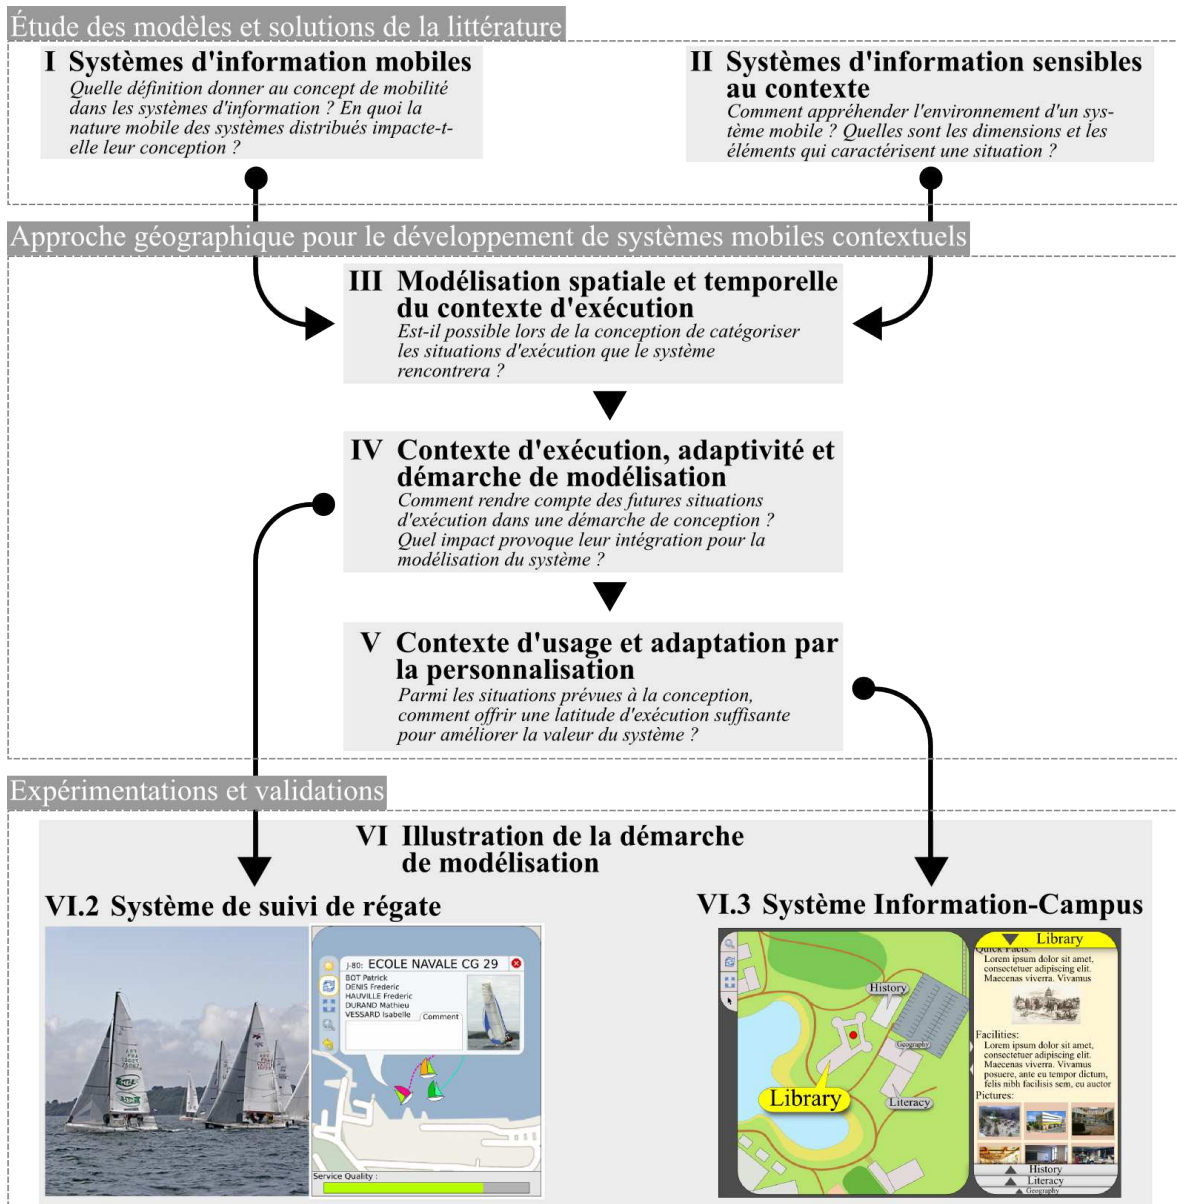 Étude des modèles et solutions de la littérature
I Systèmes d'information mobiles
Quelle définition donner au concept de mobilité
dans les systèmes d'information ? En quoi la
nature mobile des systèmes distribués impacte-t-
elle leur conception ?
II Systèmes d'information sensibles
au contexte
Comment appréhender l'environnement d'un sys-
tème mobile ? Quelles sont les dimensions et les
éléments qui caractérisent une situation ?
Approche géographique pour le développement de systèmes mobiles contextuels
III Modélisation spatiale et temporelle
du contexte d'exécution
Est-il possible lors de la conception de catégoriser
les situations d'exécution que le système
rencontrera ?
IV Contexte d'exécution, adaptivité et
démarche de modélisation
Comment rendre compte des futures situations
d'exécution dans une démarche de conception ?
Quel impact provoque leur intégration pour la
modélisation du système ?
V Contexte d'usage et adaptation par
la personnalisation
Parmi les situations prévues à la conception,
comment offrir une latitude d'exécution suffisante
pour améliorer la valeur du système ?
Expérimentations et validations
VI Illustration de la démarche
de modélisation
VI.2 Système de suivi de régate
J-80: ECOLE NAVALE CG 29
BOT Patrick
DENIS Frederic
HAUVILLE Frederic
DURAND Mathieu
VESSARD Isabelle
Comment
Service Quality :
VI.3 Système Information-Campus
History
Geography
Library
Literacy
Library
Quick Facts:
Lorem ipsum dolor sit amet,
consectetuer adipiscing elit.
Maecenas viverra. Vivamus
Facilities:
Lorem ipsum dolor sit amet,
consectetuer adipiscing elit.
Maecenas viverra. Vivamus
posuere, ante eu tempor dictum,
felis nibh facilisis sem, eu auctor
Pictures:
History
Literacy
Geography